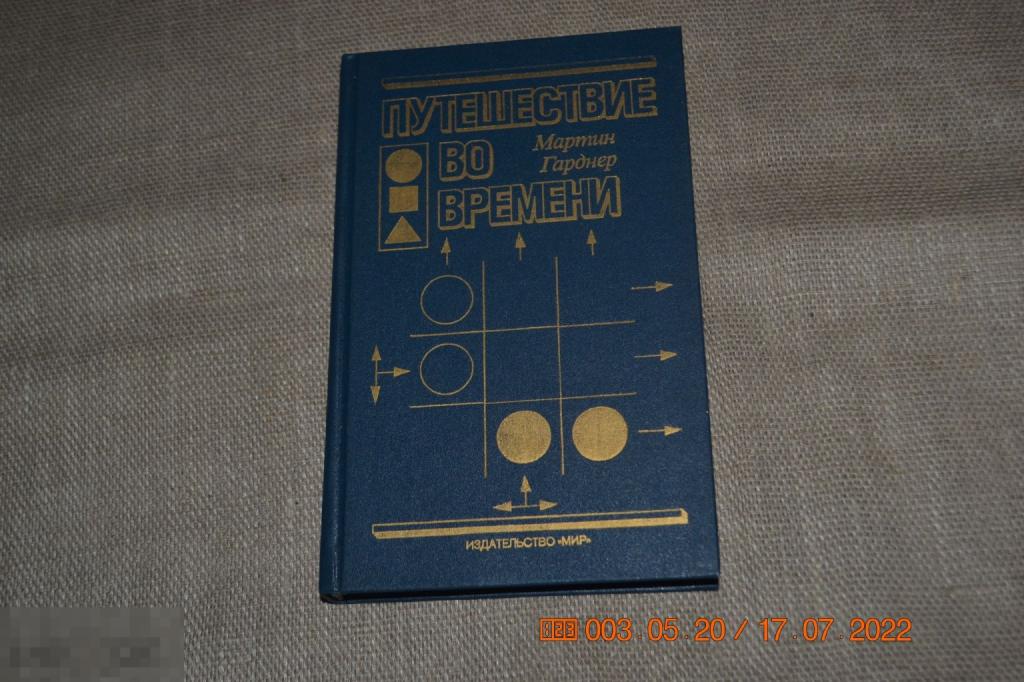 ПУТЕШЕСТВИЕ
ВО
Мартин
Гарднер
ВРЕМЕНИ
ИЗДАТЕЛЬСТВО «МИР»
003.05.20 / 17.07.2022